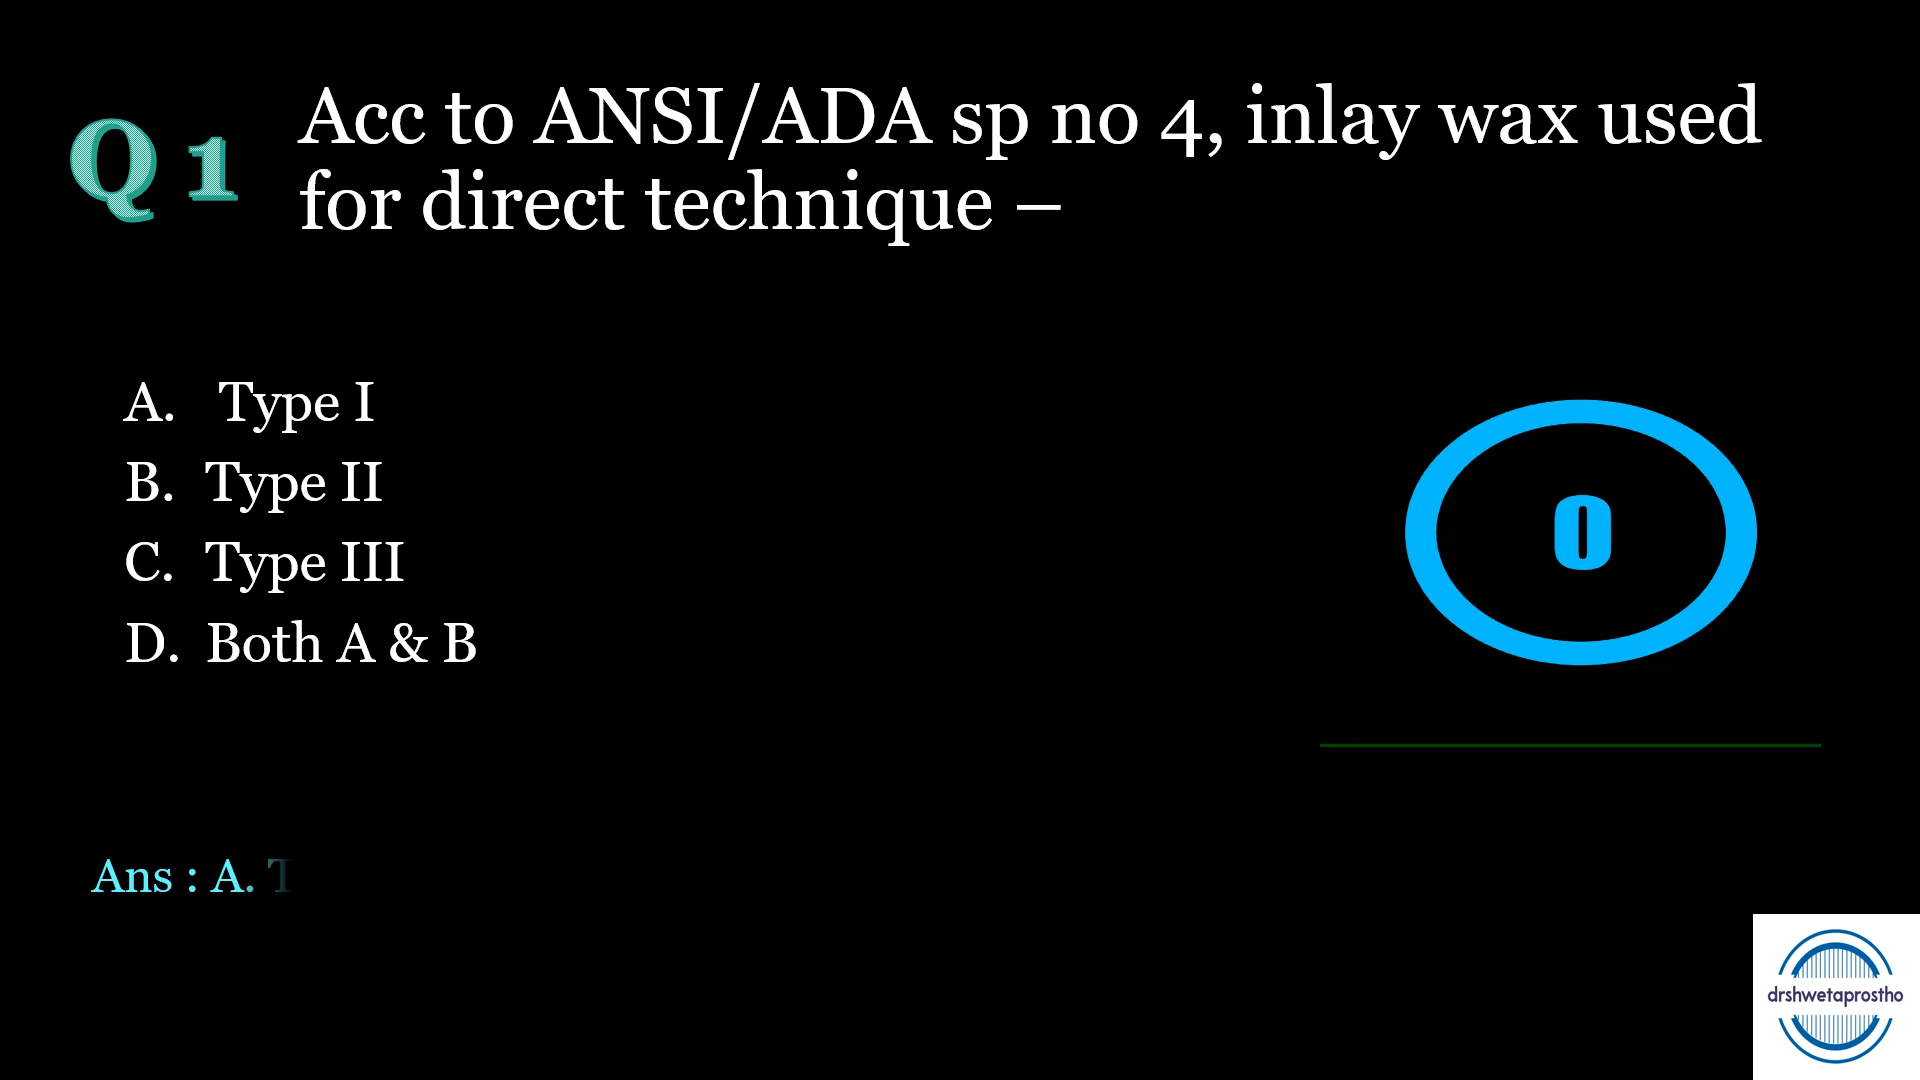 Q 1
Acc to ANSI/ADA sp no 4, inlay wax used
for direct technique –
A. Type I
B. Type II
C. Type III
D. Both A & B
0
Ans : A. T
drshwetaprostho